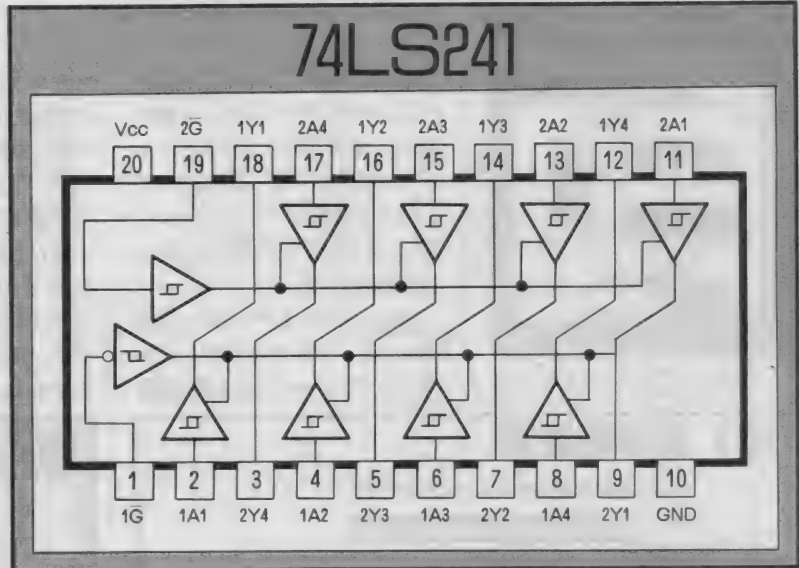 74LS241
Vcc 2G̅ 1Y1 2A4 1Y2 2A3 1Y3 2A2 1Y4 2A1
20 19 18 17 16 15 14 13 12 11
1 2 3 4 5 6 7 8 9 10
1G̅ 1A1 2Y4 1A2 2Y3 1A3 2Y2 1A4 2Y1 GND